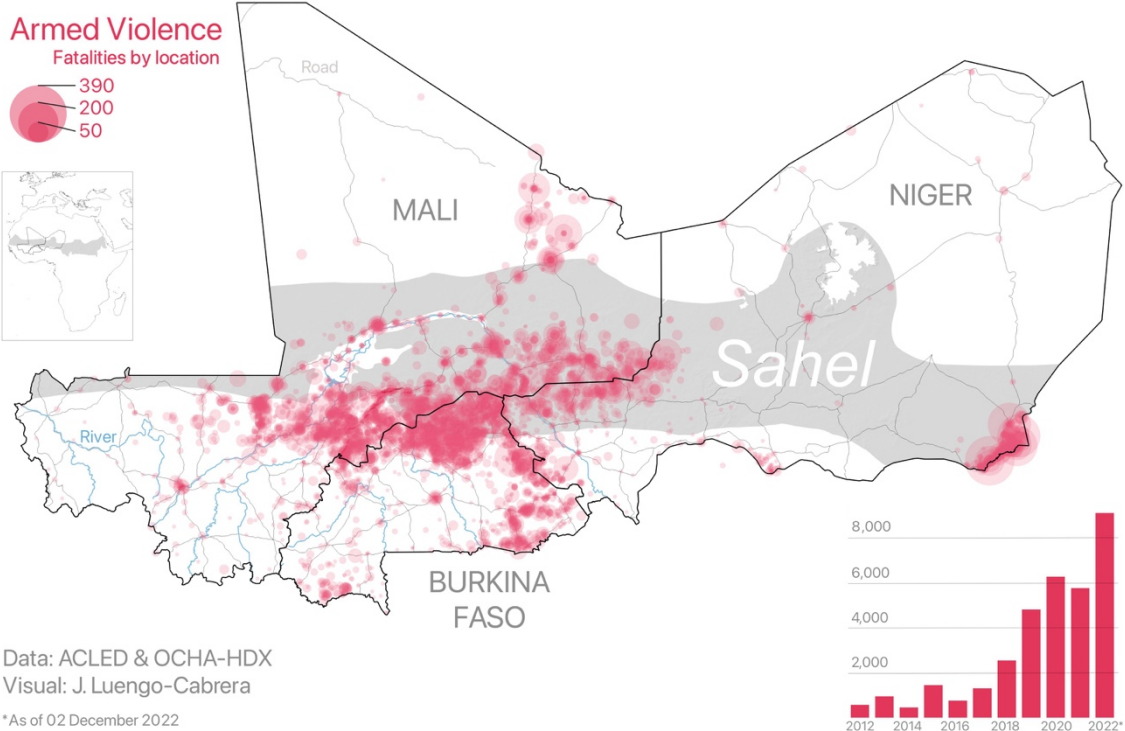 Armed Violence
Fatalities by location
390
200
50
Road
MALI
NIGER
Sahel
River
BURKINA
FASO
8,000
6,000
4,000
2,000
2012 2014 2016 2018 2020 2022*
Data: ACLED & OCHA-HDX
Visual: J. Luengo-Cabrera
*As of 02 December 2022